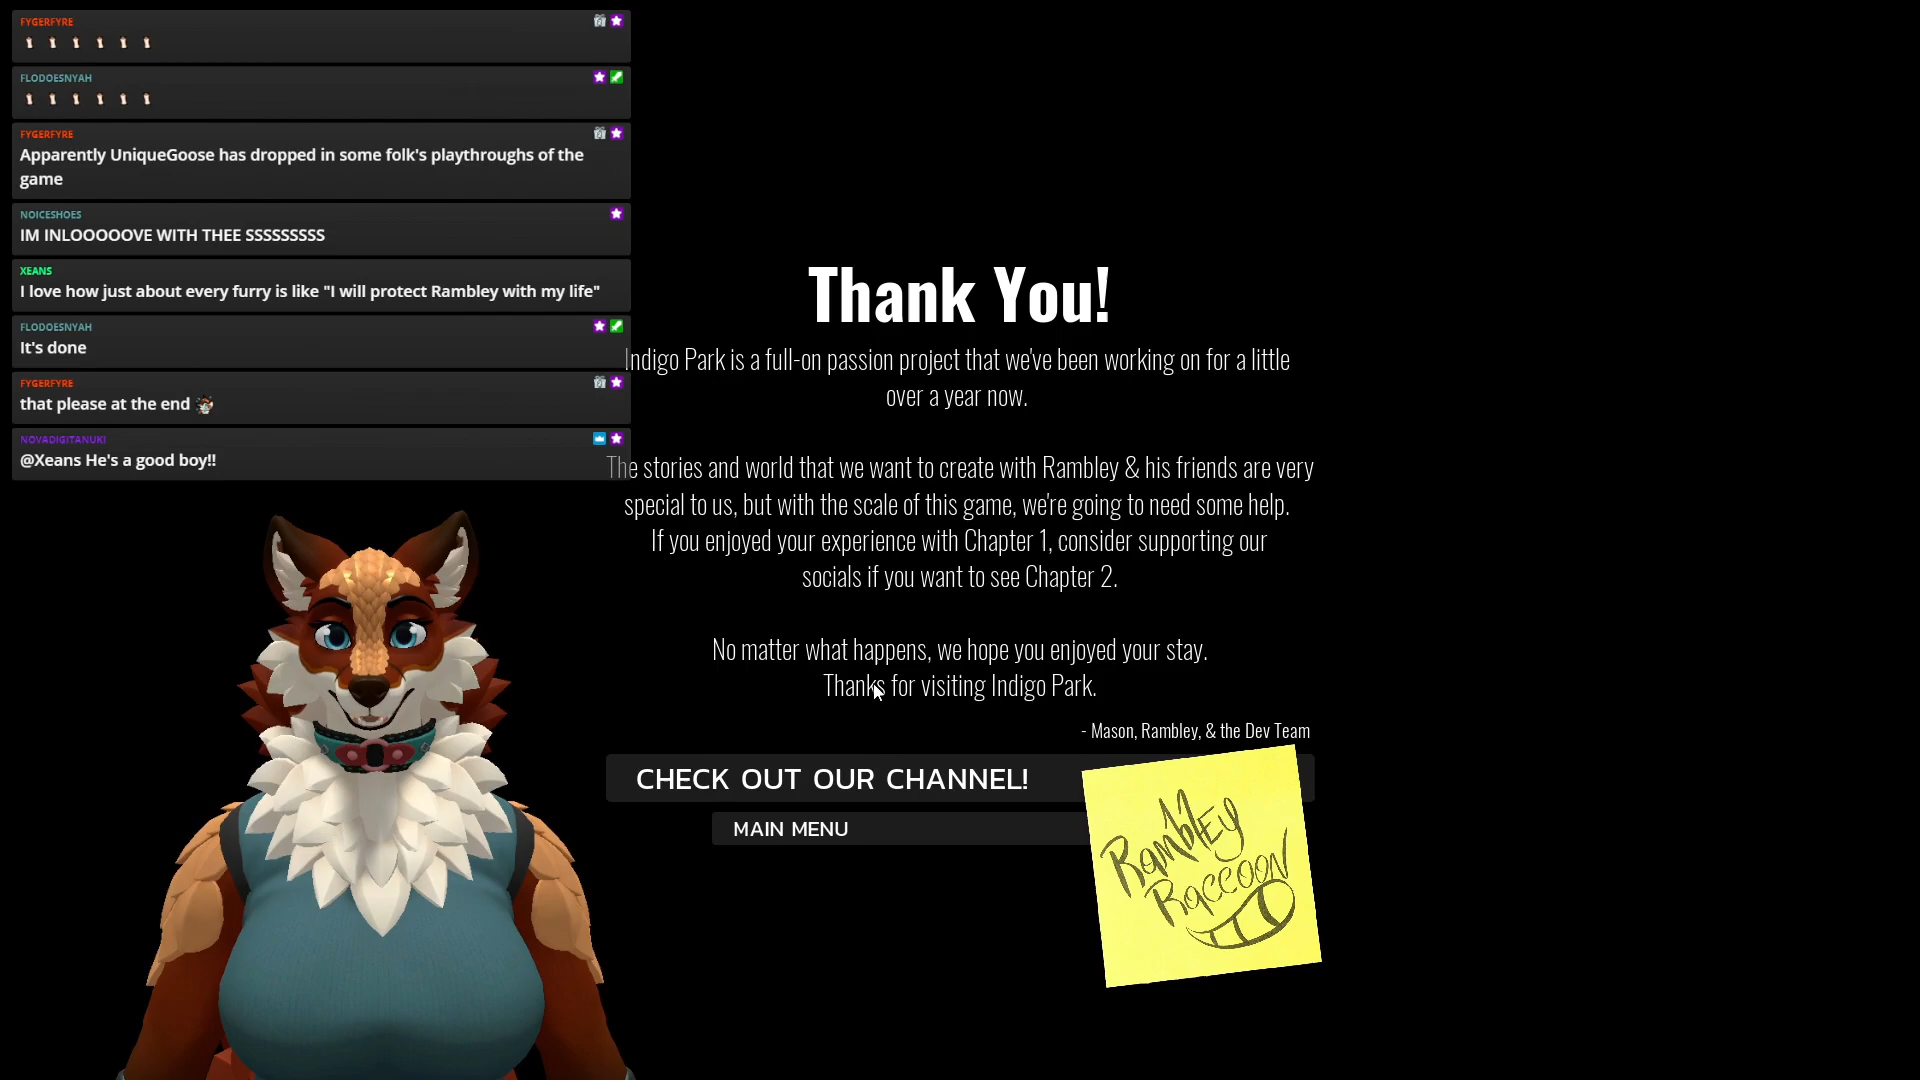 FYGERFYRE
FLODOESNYAH
FYGERFYRE
Apparently UniqueGoose has dropped in some folk's playthroughs of the
game
NOICESHOES
IM INLOOOOOVE WITH THEE SSSSSSSSS
XEANS
I love how just about every furry is like "I will protect Rambley with my life"
FLODOESNYAH
It's done
FYGERFYRE
that please at the end
NOVADIGITANUKI
@Xeans He's a good boy!!
Thank You!
Indigo Park is a full-on passion project that we've been working on for a little
over a year now.
The stories and world that we want to create with Rambley & his friends are very
special to us, but with the scale of this game, we're going to need some help.
If you enjoyed your experience with Chapter 1, consider supporting our
socials if you want to see Chapter 2.
No matter what happens, we hope you enjoyed your stay.
Thanks for visiting Indigo Park.
- Mason, Rambley, & the Dev Team
CHECK OUT OUR CHANNEL!
MAIN MENU
Rambley
Raccoon